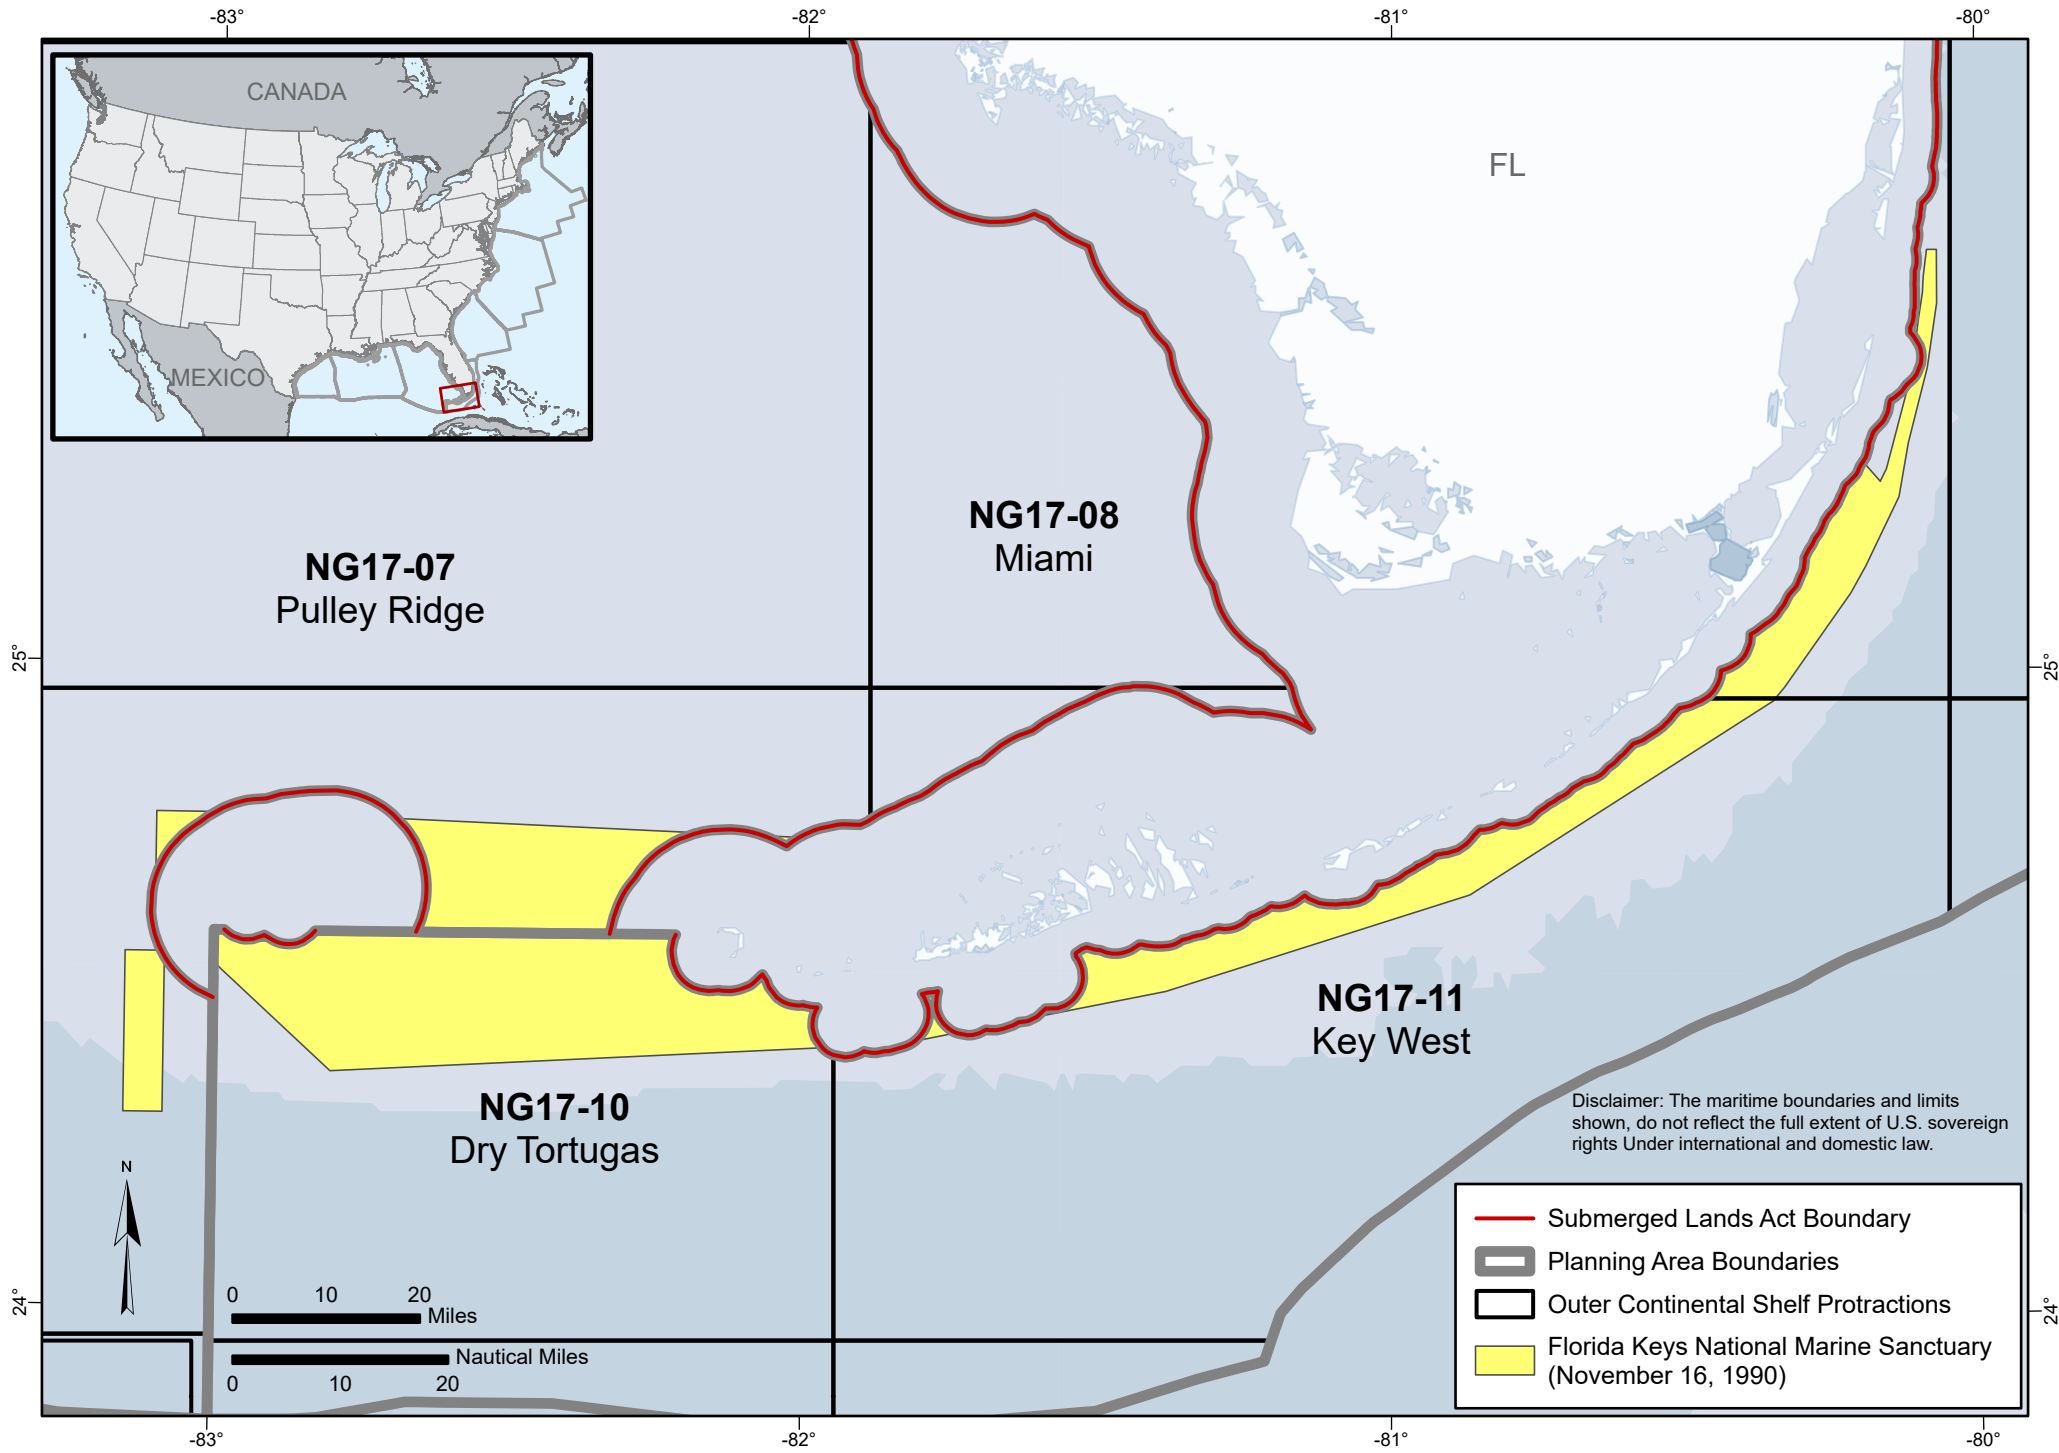 -83°
-82°
-81°
-80°
CANADA
MEXICO
FL
NG17-08
Miami
NG17-07
Pulley Ridge
25°
25°
NG17-11
Key West
NG17-10
Dry Tortugas
Disclaimer: The maritime boundaries and limits
shown, do not reflect the full extent of U.S. sovereign
rights Under international and domestic law.
N
24°
24°
0 10 20
Miles
Nautical Miles
0 10 20
Submerged Lands Act Boundary
Planning Area Boundaries
Outer Continental Shelf Protractions
Florida Keys National Marine Sanctuary
(November 16, 1990)
-83°
-82°
-81°
-80°